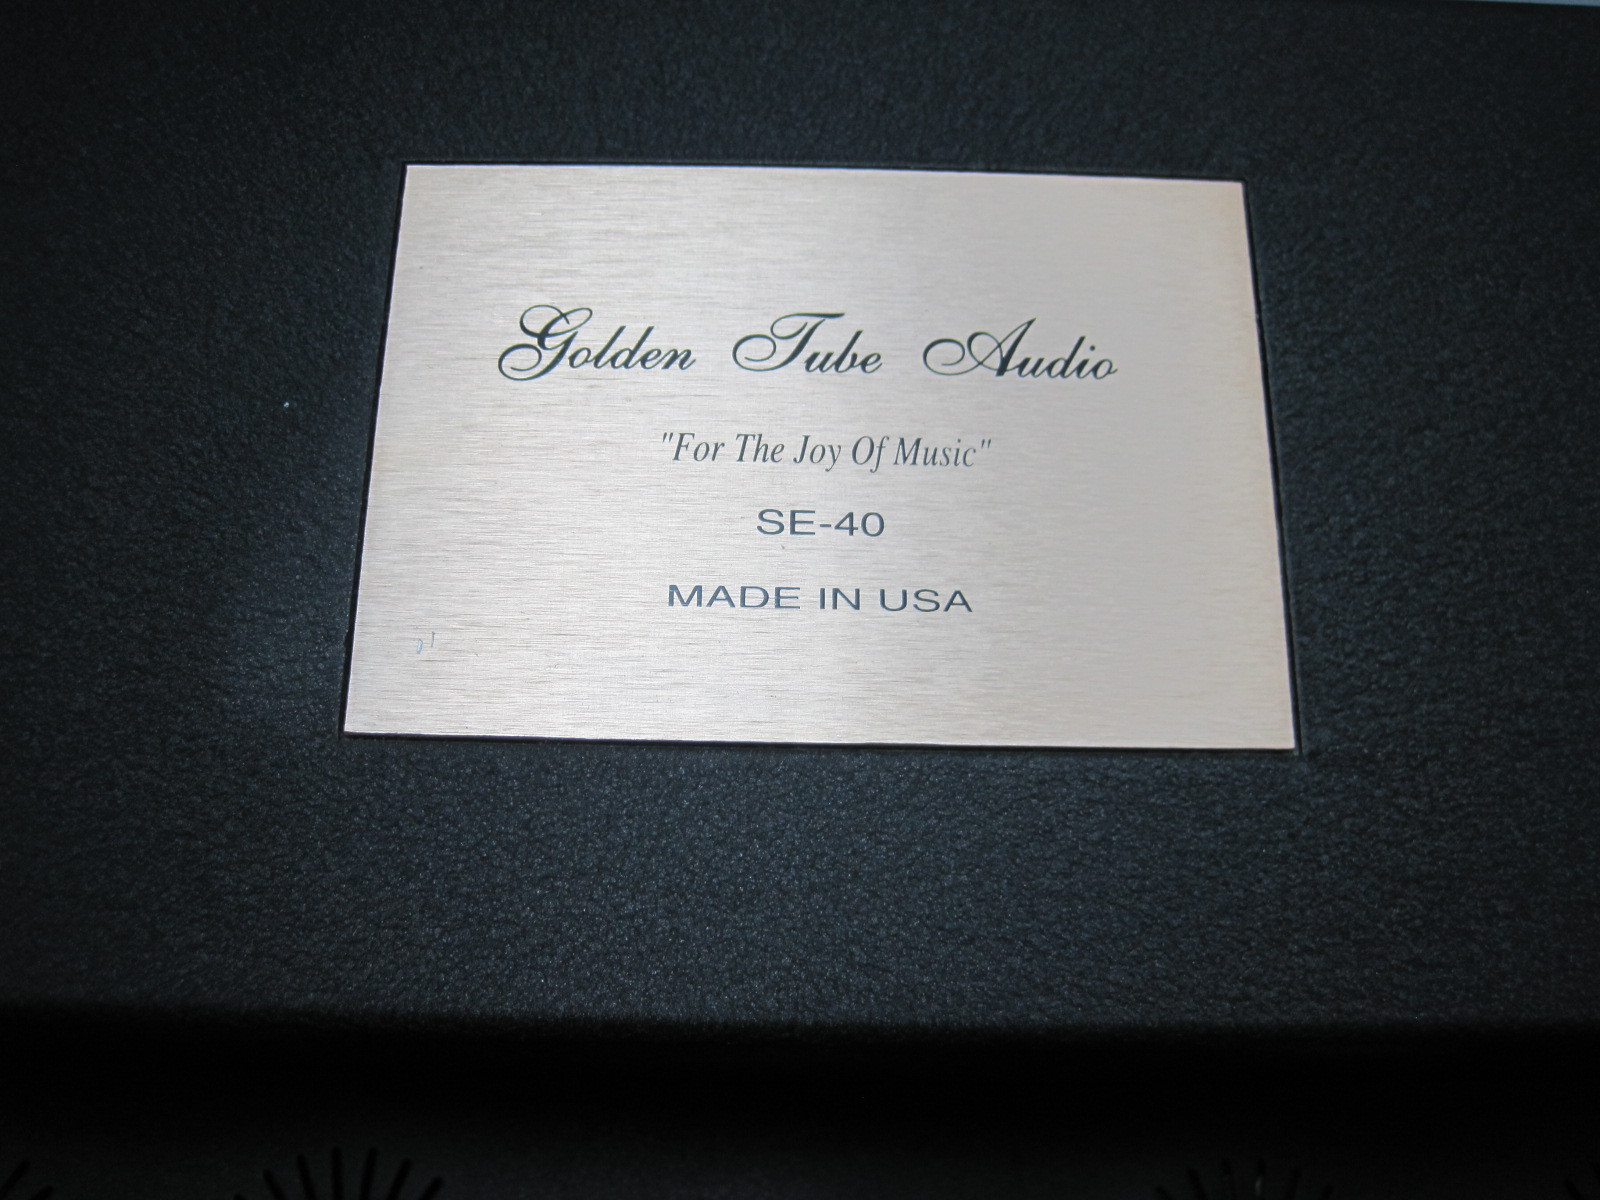 Golden Tube Audio
"For The Joy Of Music"
SE-40
MADE IN USA